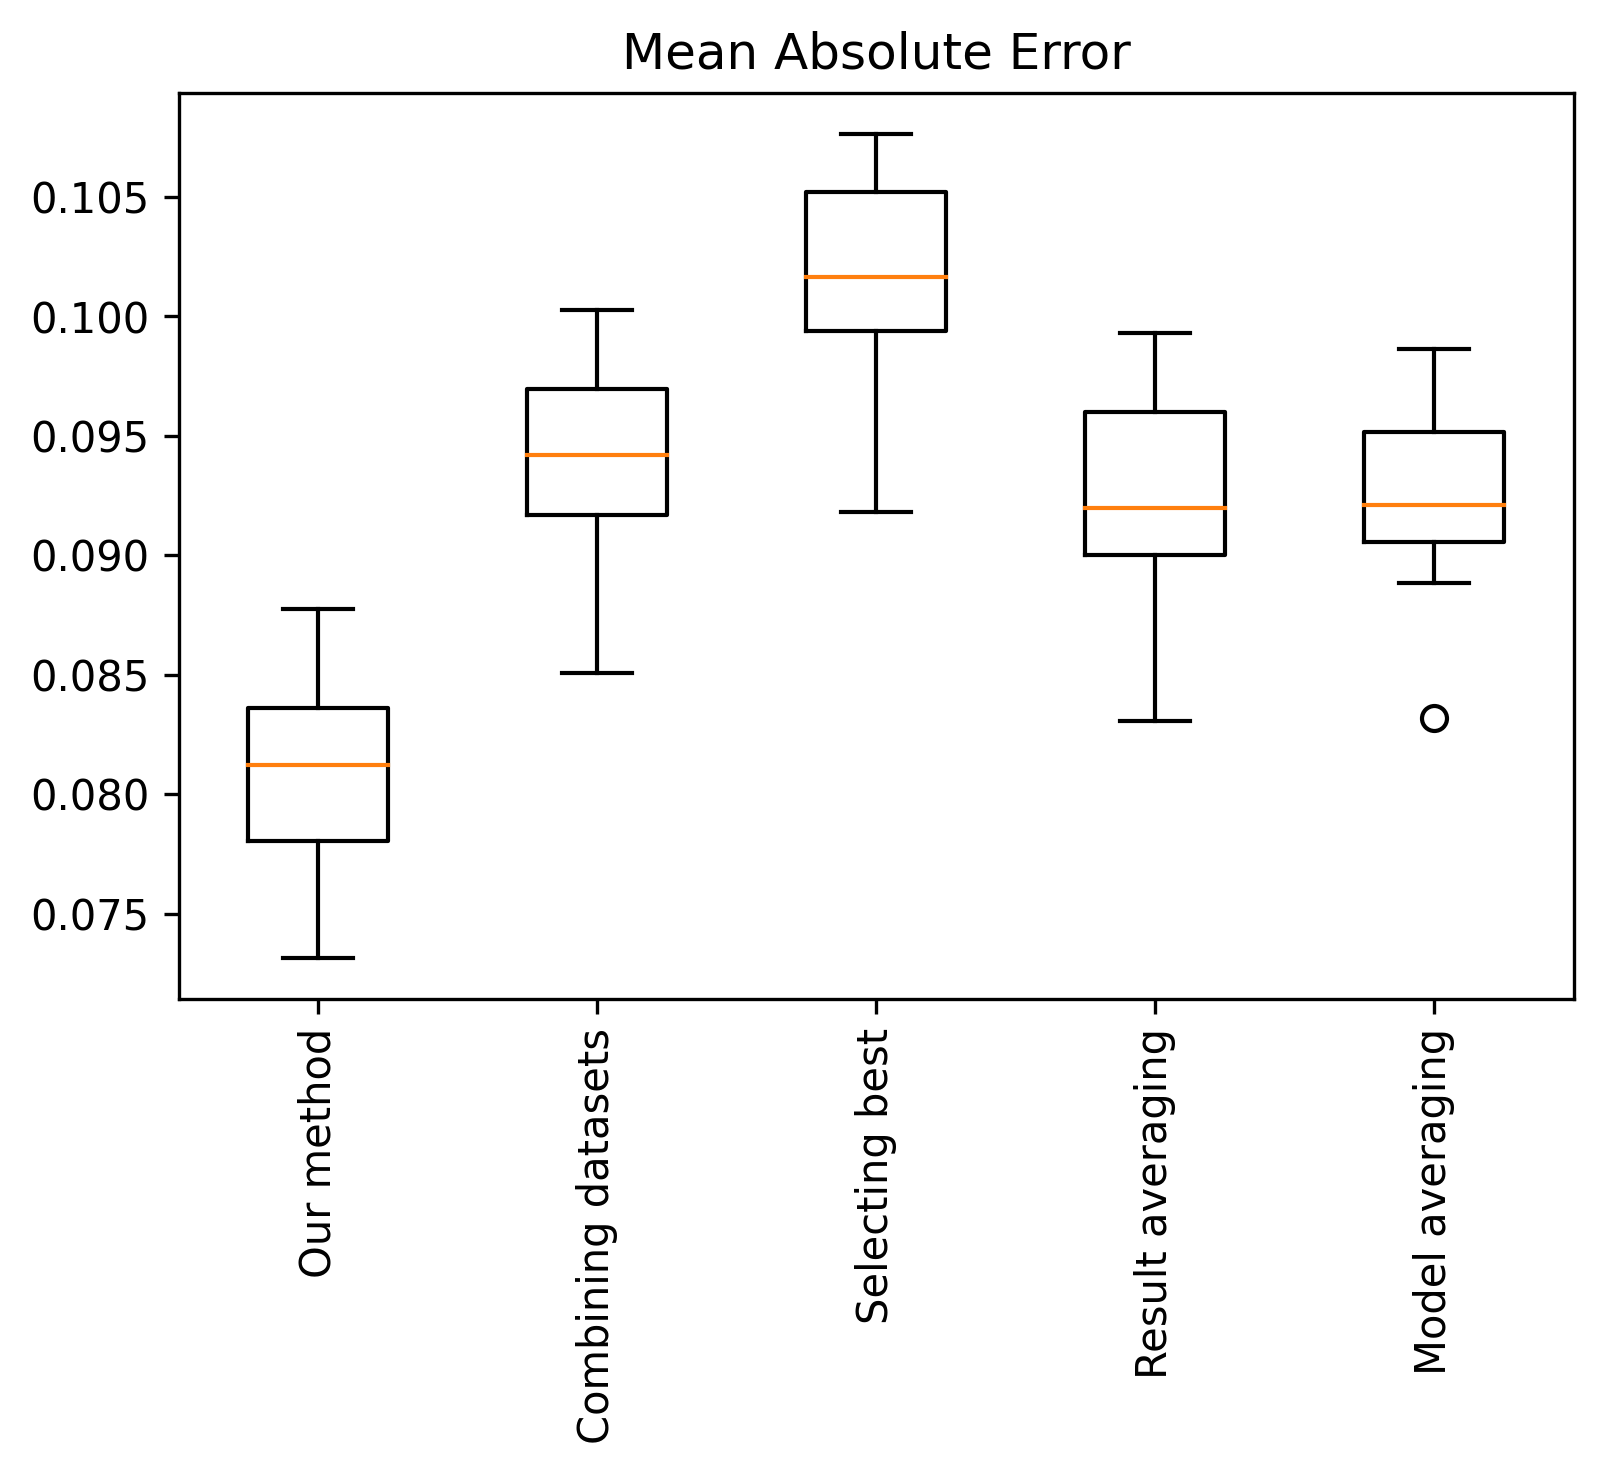 Mean Absolute Error
0.105
0.100
0.095
0.090
0.085
0.080
0.075
Our method
Combining datasets
Selecting best
Result averaging
Model averaging